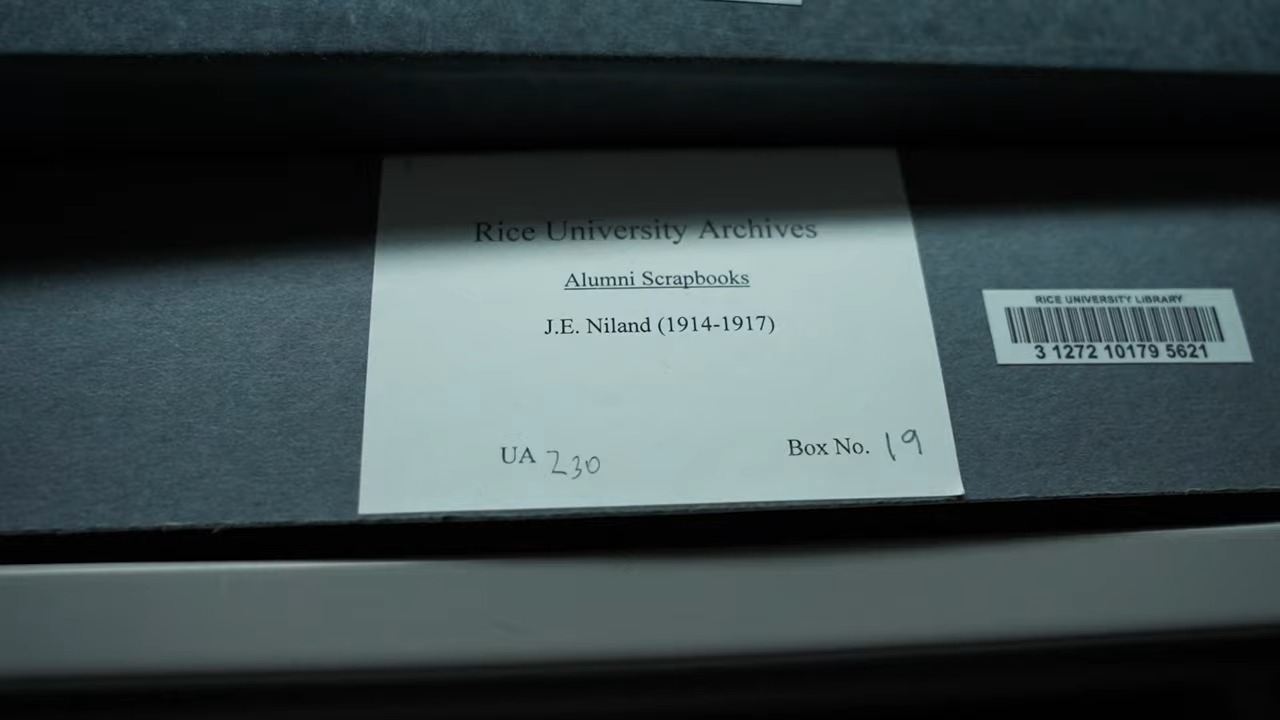 Rice University Archives
Alumni Scrapbooks
J.E. Niland (1914-1917)
UA 230
Box No. 19
RICE UNIVERSITY LIBRARY
3 1272 10179 5621